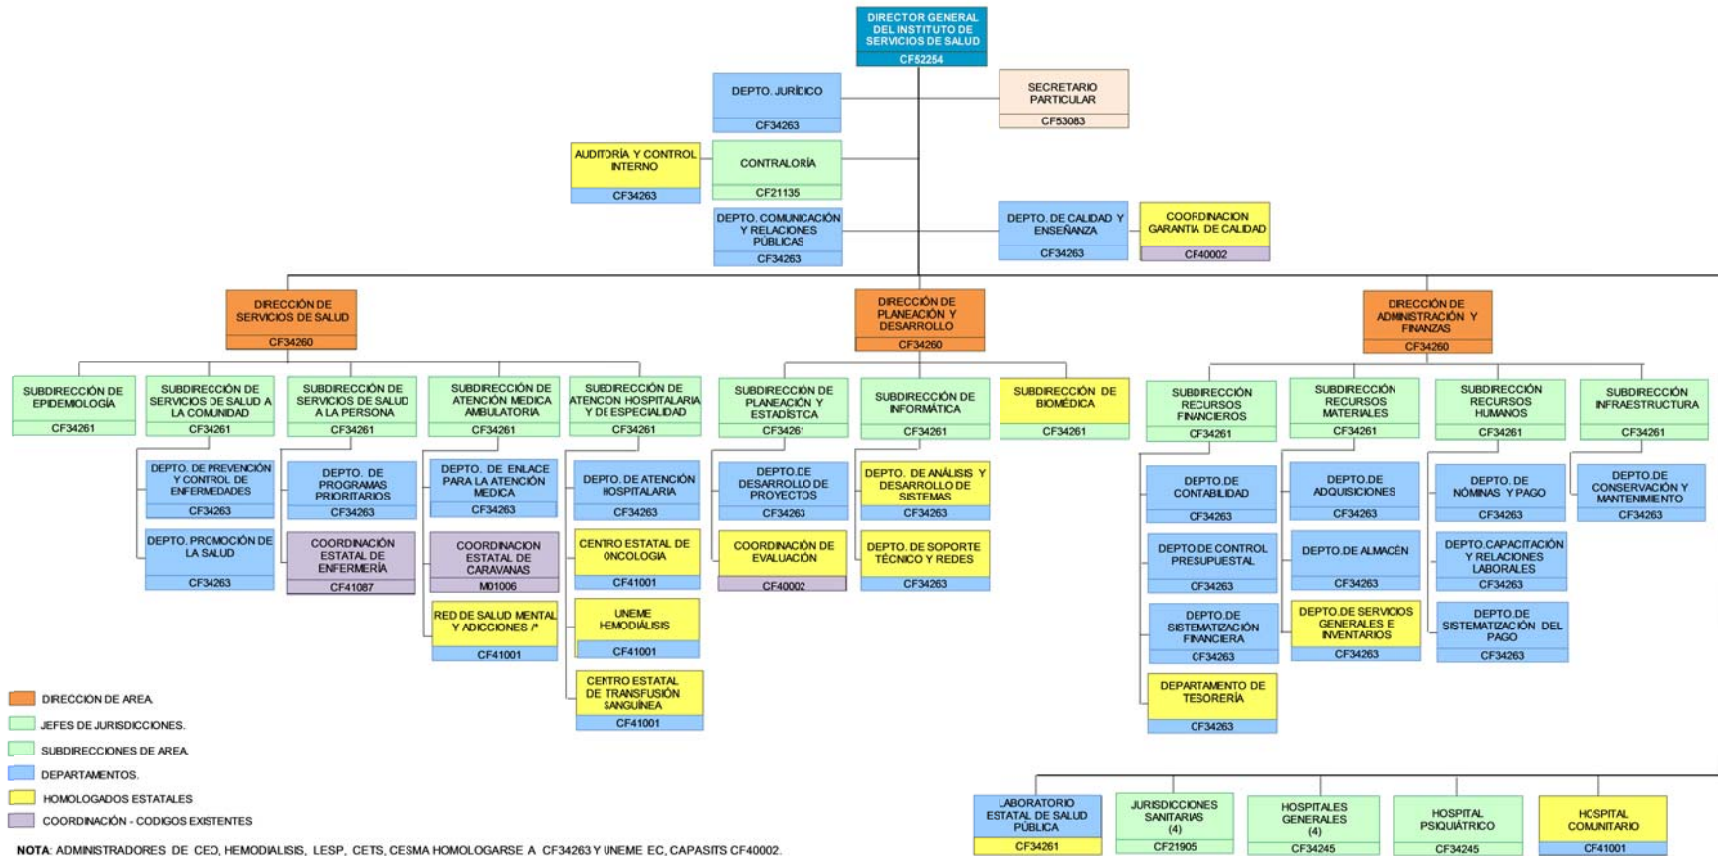 DIRECTOR GENERAL
DEL INSTITUTO DE
SERVICIOS DE SALUD
CF52254
DEPTO. JURÍDICO
CF34263
SECRETARIO
PARTICULAR
CF53083
AUDITORÍA Y CONTROL
INTERNO
CF34263
CONTRALORÍA
CF21135
DEPTO. COMUNICACIÓN
Y RELACIONES
PÚBLICAS
CF34263
DEPTO. DE CALIDAD Y
ENSEÑANZA
CF34263
COORDINACION
GARANTIA DE CALIDAD
CF40002
DIRECCIÓN DE
SERVICIOS DE SALUD
CF34260
DIRECCIÓN DE
PLANEACIÓN Y
DESARROLLO
CF34260
DIRECCIÓN DE
ADMINISTRACIÓN Y
FINANZAS
CF34260
SUBDIRECCIÓN DE
EPIDEMIOLOGÍA
CF34261
SUBDIRECCIÓN DE
SERVICIOS DE SALUD A
LA COMUNIDAD
CF34261
SUBDIRECCIÓN DE
SERVICIOS DE SALUD
A LA PERSONA
CF34261
SUBDIRECCIÓN DE
ATENCIÓN MEDICA
AMBULATORIA
CF34261
SUBDIRECCIÓN DE
ATENCON HOSPITALARIA
Y DE ESPECIALIDAD
CF34261
SUBDIRECCIÓN DE
PLANEACIÓN Y
ESTADÍSTCA
CF34261
SUBDIRECCIÓN DE
INFORMÁTICA
CF34261
SUBDIRECCIÓN DE
BIOMÉDICA
CF34261
SUBDIRECCIÓN
RECURSOS
FINANCIEROS
CF34261
SUBDIRECCIÓN
RECURSOS
MATERIALES
CF34261
SUBDIRECCIÓN
RECURSOS
HUMANOS
CF34261
SUBDIRECCIÓN
INFRAESTRUCTURA
CF34261
DEPTO. DE PREVENCIÓN
Y CONTROL DE
ENFERMEDADES
CF34263
DEPTO. PROMOCIÓN DE
LA SALUD
CF34263
DEPTO. DE
PROGRAMAS
PRIORITARIOS
CF34263
COORDINACIÓN
ESTATAL DE
ENFERMERÍA
CF41087
DEPTO. DE ENLACE
PARA LA ATENCIÓN
MEDICA
CF34263
COORDINACION
ESTATAL DE
CARAVANAS
M01006
RED DE SALUD MENTAL
Y ADICCIONES /*
CF41001
DEPTO. DE ATENCIÓN
HOSPITALARIA
CF34263
CENTRO ESTATAL DE
ONCOLOGIA
CF41001
UNEME
HEMODIÁLISIS
CF41001
CENTRO ESTATAL
DE TRANSFUSIÓN
SANGUÍNEA
CF41001
DEPTO.DE
DESARROLLO DE
PROYECTOS
CF34263
COORDINACIÓN DE
EVALUACIÓN
CF40002
DEPTO. DE ANÁLISIS Y
DESARROLLO DE
SISTEMAS
CF34263
DEPTO. DE SOPORTE
TÉCNICO Y REDES
CF34263
DEPTO.DE
CONTABILIDAD
CF34263
DEPTO DE CONTROL
PRESUPUESTAL
CF34263
DEPTO.DE
SISTEMATIZACIÓN
FINANCIERA
CF34263
DEPARTAMENTO DE
TESORERÍA
CF34263
DEPTO.DE
ADQUISICIONES
CF34263
DEPTO.DE ALMACÉN
CF34263
DEPTO.DE SERVICIOS
GENERALES E
INVENTARIOS
CF34263
DEPTO. DE
NÓMINAS Y PAGO
CF34263
DEPTO.CAPACITACIÓN
Y RELACIONES
LABORALES
CF34263
DEPTO.DE
SISTEMATIZACIÓN DEL
PAGO
CF34263
DEPTO.DE
CONSERVACIÓN Y
MANTENIMIENTO
CF34263
DIRECCION DE AREA.
JEFES DE JURISDICCIONES.
SUBDIRECCIONES DE AREA.
DEPARTAMENTOS.
HOMOLOGADOS ESTATALES
COORDINACIÓN - CODIGOS EXISTENTES
LABORATORIO
ESTATAL DE SALUD
PÚBLICA
CF34261
JURISDICCIONES
SANITARIAS
(4)
CF21905
HOSPITALES
GENERALES
(4)
CF34245
HOSPITAL
PSIQUIÁTRICO
CF34245
HOSPITAL
COMUNITARIO
CF41001
NOTA: ADMINISTRADORES DE CEO, HEMODIALISIS, LESP, CETS, CESMA HOMOLOGARSE A CF34263 Y UNEME EC, CAPASITS CF40002.